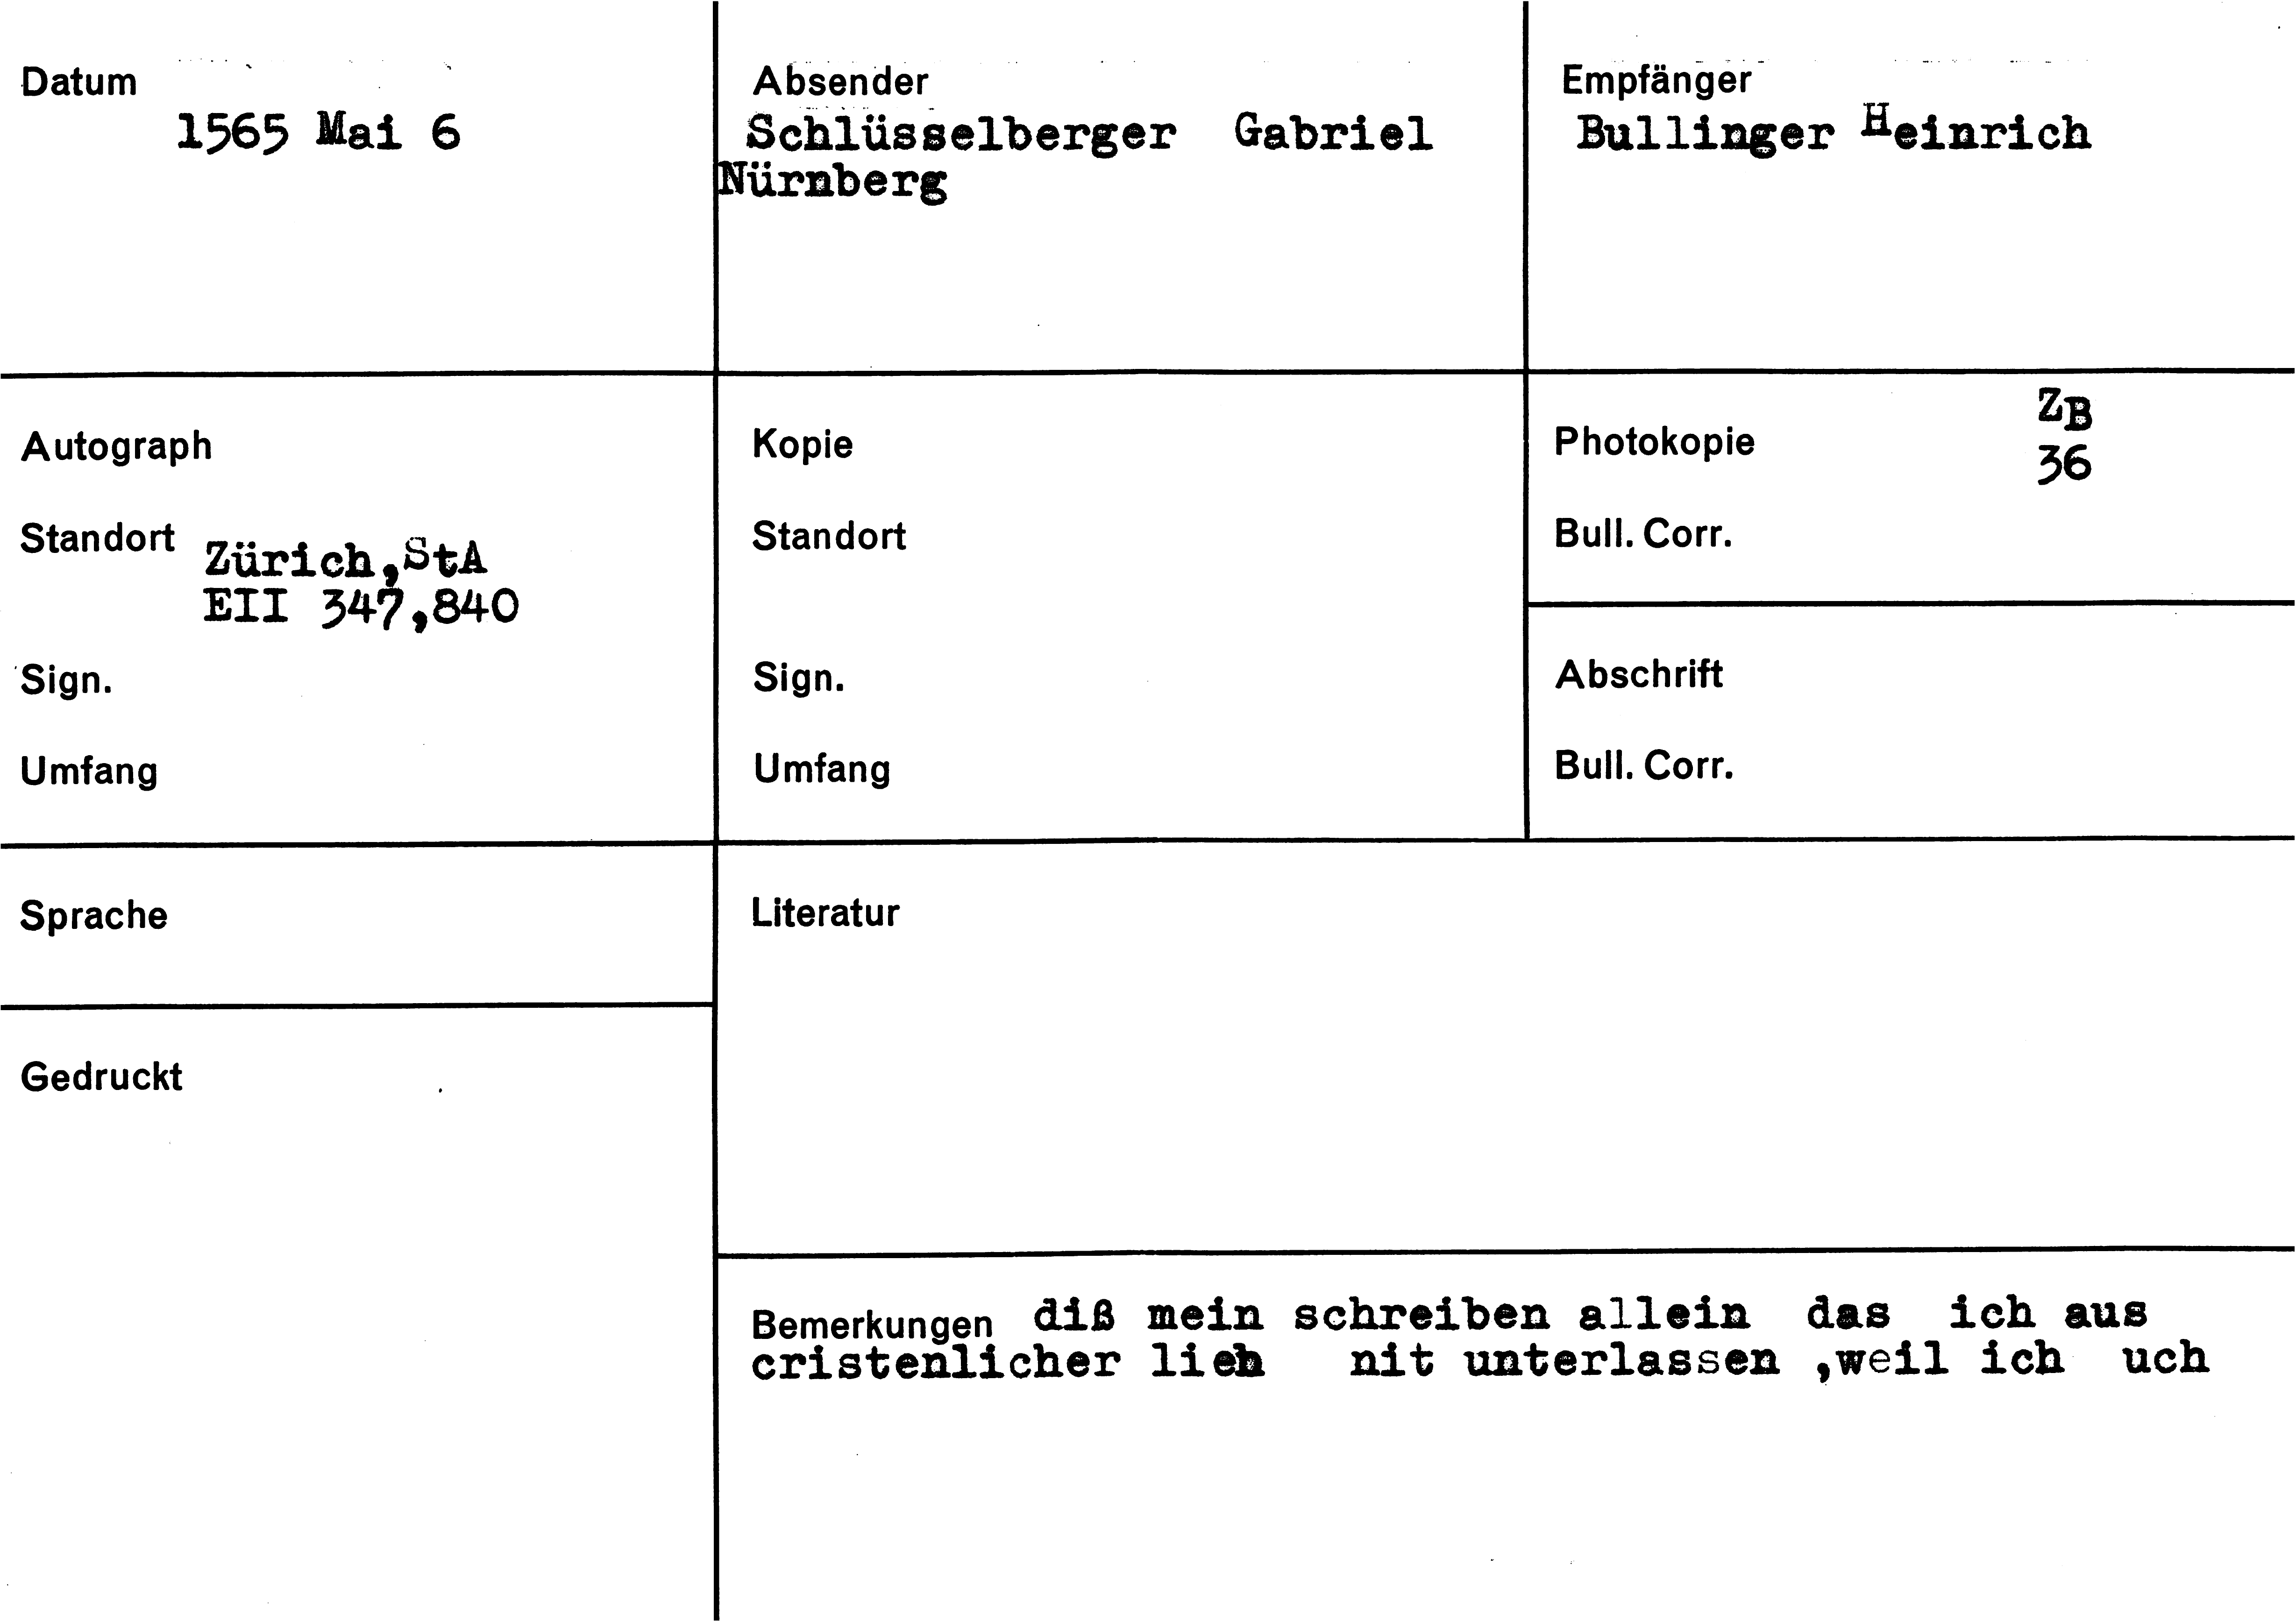 Datum
1565 Mai 6
Absender
Schlüsselberger Gabriel
Nürnberg
Empfänger
Bullinger Heinrich
Autograph
Standort
Zürich,StA
EII 347,840
Sign.
Umfang
Kopie
Standort
Sign.
Umfang
Photokopie
ZB
36
Bull. Corr.
Abschrift
Bull. Corr.
Sprache
Gedruckt
Literatur
Bemerkungen diß mein schreiben allein das ich aus
cristenlicher lieb nit unterlassen ,weil ich uch